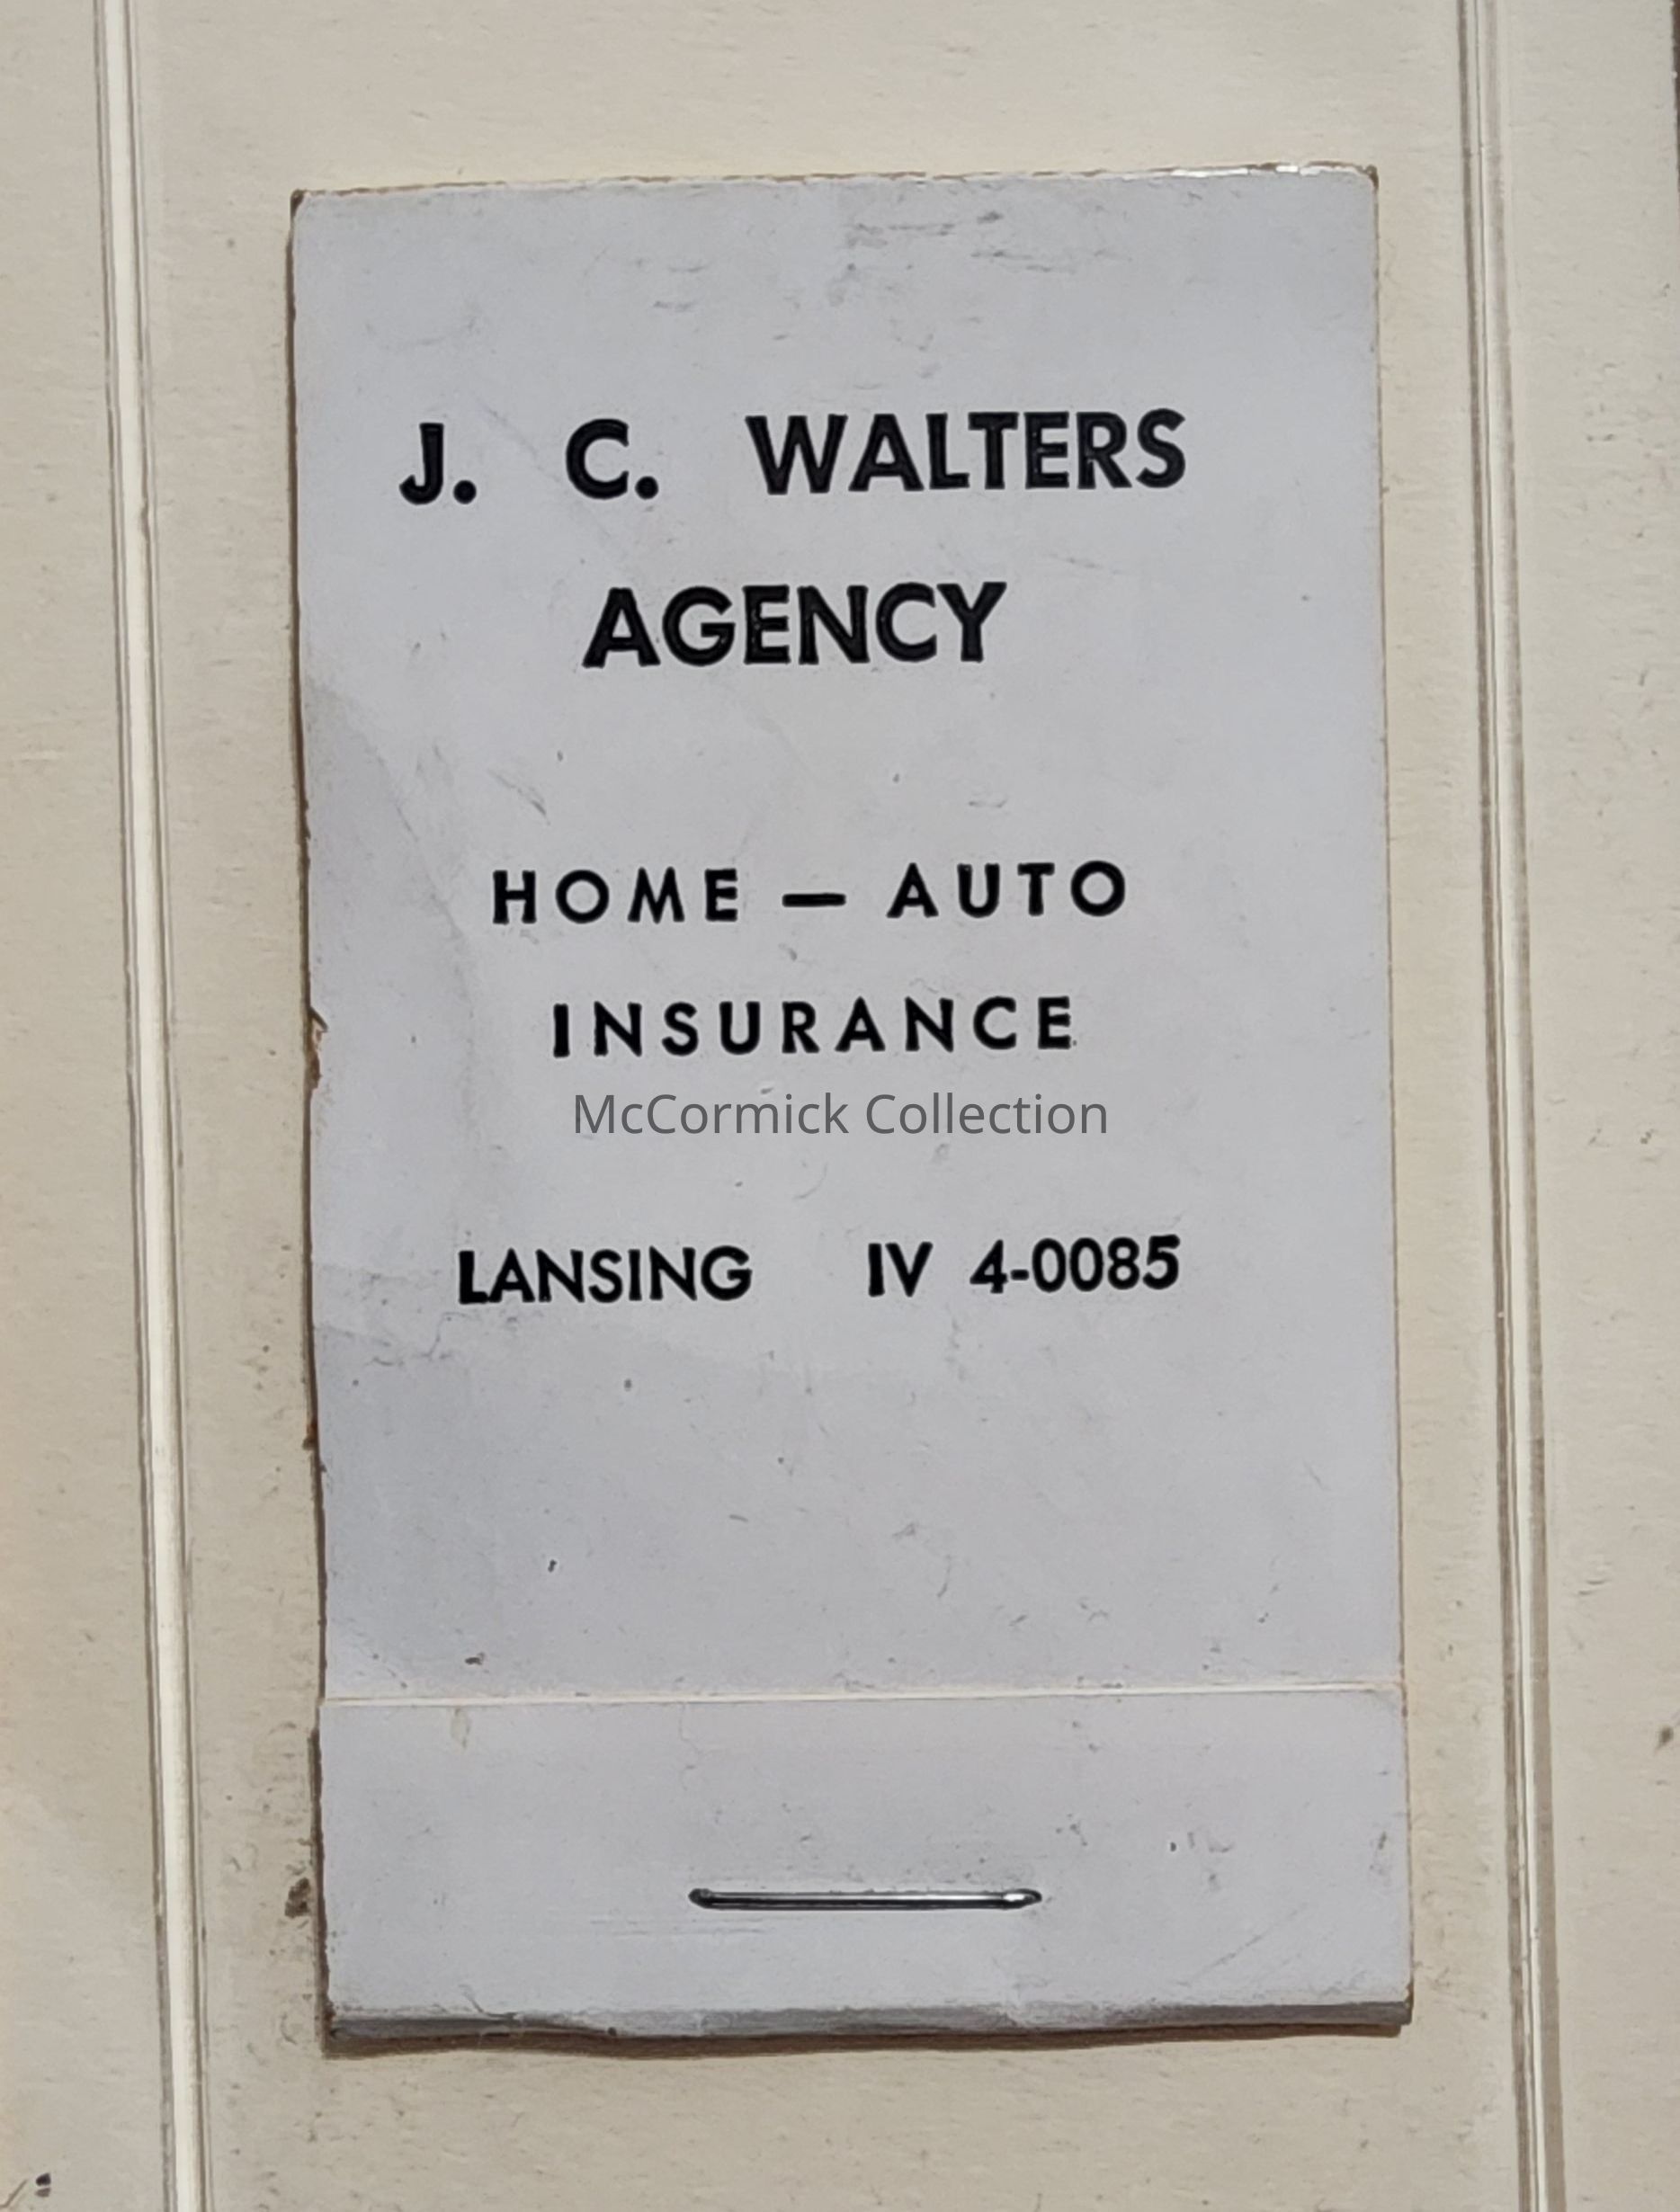 J. C. WALTERS
AGENCY
HOME — AUTO
INSURANCE
McCormick Collection
LANSING IV 4-0085